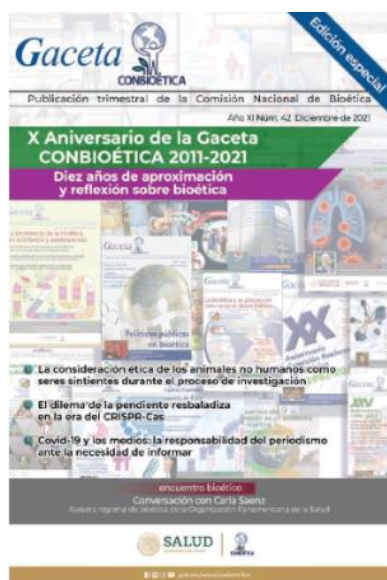 Edición especial
Gaceta
CONBIOÉTICA
Publicación trimestral de la Comisión Nacional de Bioética
Año XI Núm. 42 Diciembre de 2021
X Aniversario de la Gaceta
CONBIOÉTICA 2011-2021
Diez años de aproximación
y reflexión sobre bioética
Gaceta
Políticas públicas
en bioética
XX
Aniversario
XXV
La consideración ética de los animales no humanos como
seres sintientes durante el proceso de investigación
El dilema de la pendiente resbaladiza
en la era del CRISPR-Cas
Covid-19 y los medios: la responsabilidad del periodismo
ante la necesidad de informar
encuentro bioético
Conversación con Carla Saenz
Asesora regional de bioética de la Organización Panamericana de la Salud
SALUD
CONBIOÉTICA